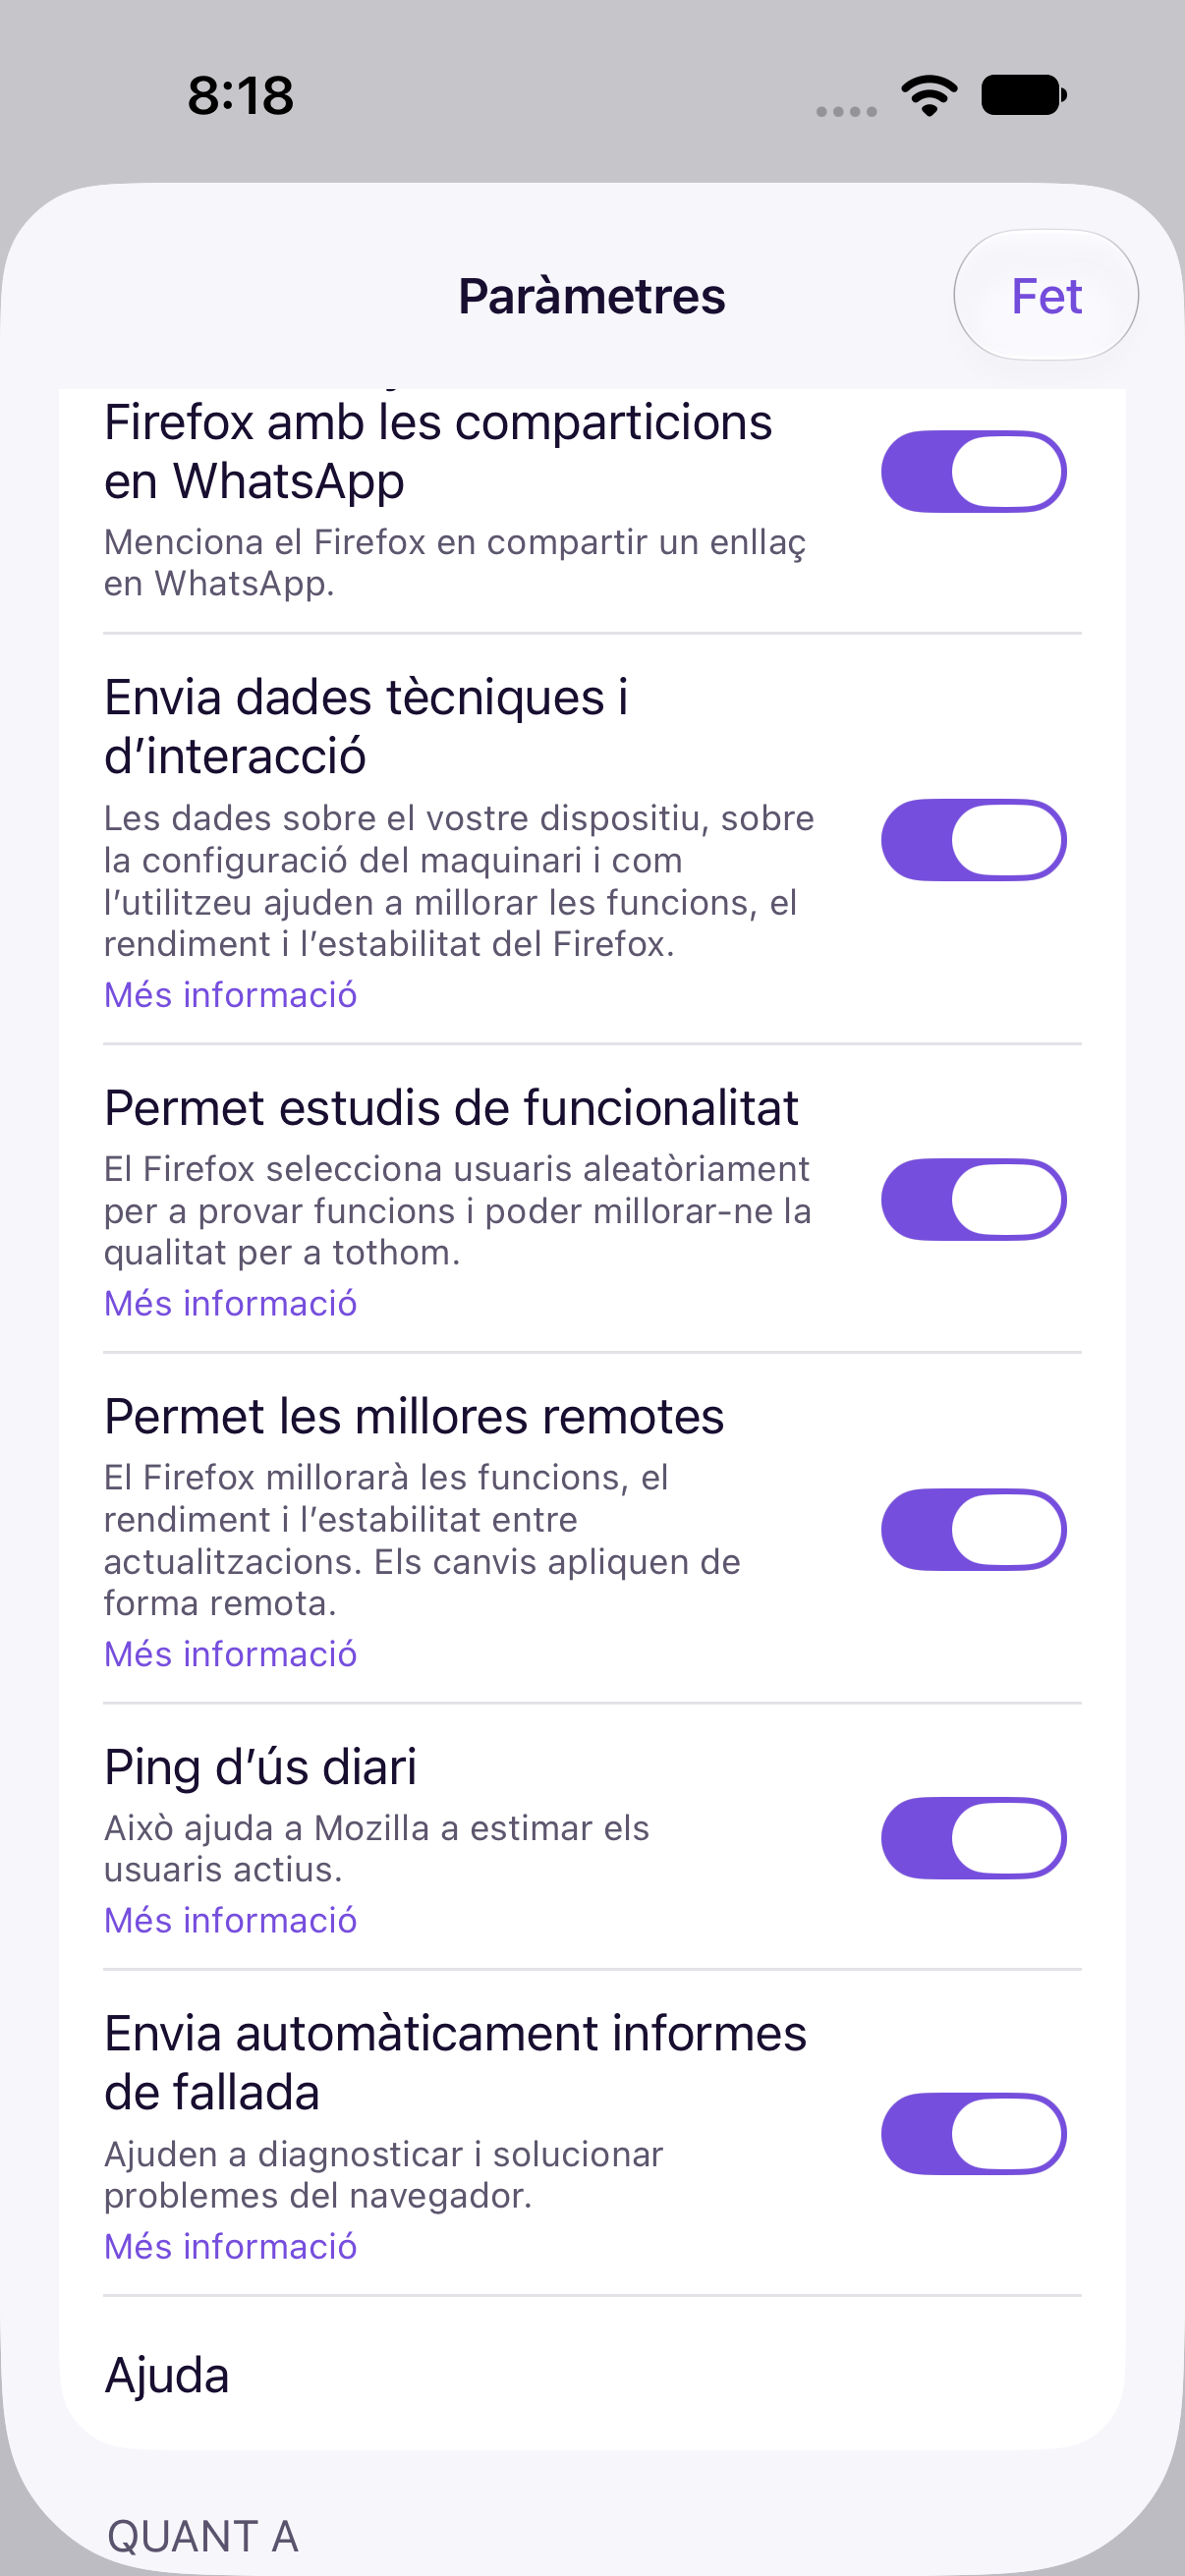 8:18
Paràmetres
Fet
Firefox amb les comparticions
en WhatsApp
Menciona el Firefox en compartir un enllaç
en WhatsApp.
Envia dades tècniques i
d’interacció
Les dades sobre el vostre dispositiu, sobre
la configuració del maquinari i com
l’utilitzeu ajuden a millorar les funcions, el
rendiment i l’estabilitat del Firefox.
Més informació
Permet estudis de funcionalitat
El Firefox selecciona usuaris aleatòriament
per a provar funcions i poder millorar-ne la
qualitat per a tothom.
Més informació
Permet les millores remotes
El Firefox millorarà les funcions, el
rendiment i l’estabilitat entre
actualitzacions. Els canvis apliquen de
forma remota.
Més informació
Ping d’ús diari
Això ajuda a Mozilla a estimar els
usuaris actius.
Més informació
Envia automàticament informes
de fallada
Ajuden a diagnosticar i solucionar
problemes del navegador.
Més informació
Ajuda
QUANT A